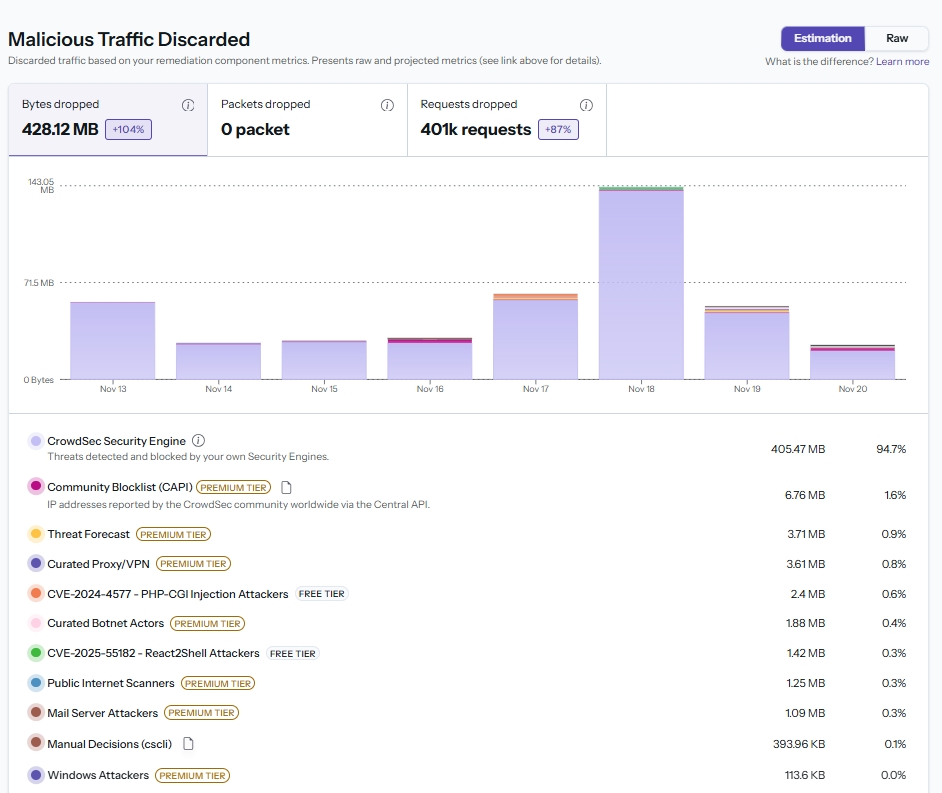 Malicious Traffic Discarded
Estimation
Raw
Discarded traffic based on your remediation component metrics. Presents raw and projected metrics (see link above for details).
What is the difference? Learn more
Bytes dropped
428.12 MB +104%
Packets dropped
0 packet
Requests dropped
401k requests +87%
143.05
MB
71.5 MB
0 Bytes
Nov 13
Nov 14
Nov 15
Nov 16
Nov 17
Nov 18
Nov 19
Nov 20
CrowdSec Security Engine
Threats detected and blocked by your own Security Engines.
405.47 MB 94.7%
Community Blocklist (CAPI) PREMIUM TIER
IP addresses reported by the CrowdSec community worldwide via the Central API.
6.76 MB 1.6%
Threat Forecast PREMIUM TIER 3.71 MB 0.9%
Curated Proxy/VPN PREMIUM TIER 3.61 MB 0.8%
CVE-2024-4577 - PHP-CGI Injection Attackers FREE TIER 2.4 MB 0.6%
Curated Botnet Actors PREMIUM TIER 1.88 MB 0.4%
CVE-2025-55182 - React2Shell Attackers FREE TIER 1.42 MB 0.3%
Public Internet Scanners PREMIUM TIER 1.25 MB 0.3%
Mail Server Attackers PREMIUM TIER 1.09 MB 0.3%
Manual Decisions (cscli) 393.96 KB 0.1%
Windows Attackers PREMIUM TIER 113.6 KB 0.0%